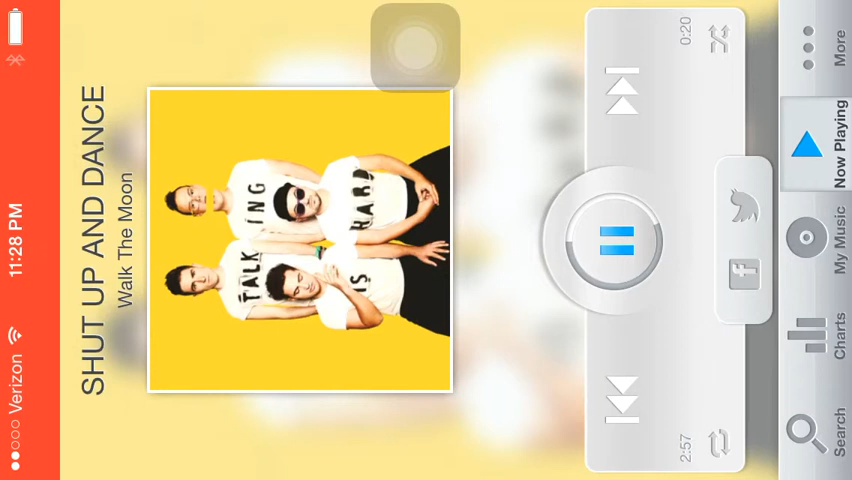 Verizon 11:28 PM
SHUT UP AND DANCE
Walk The Moon
TALK ING
IS HARD
2:57 0:20
f
Search Charts My Music Now Playing More